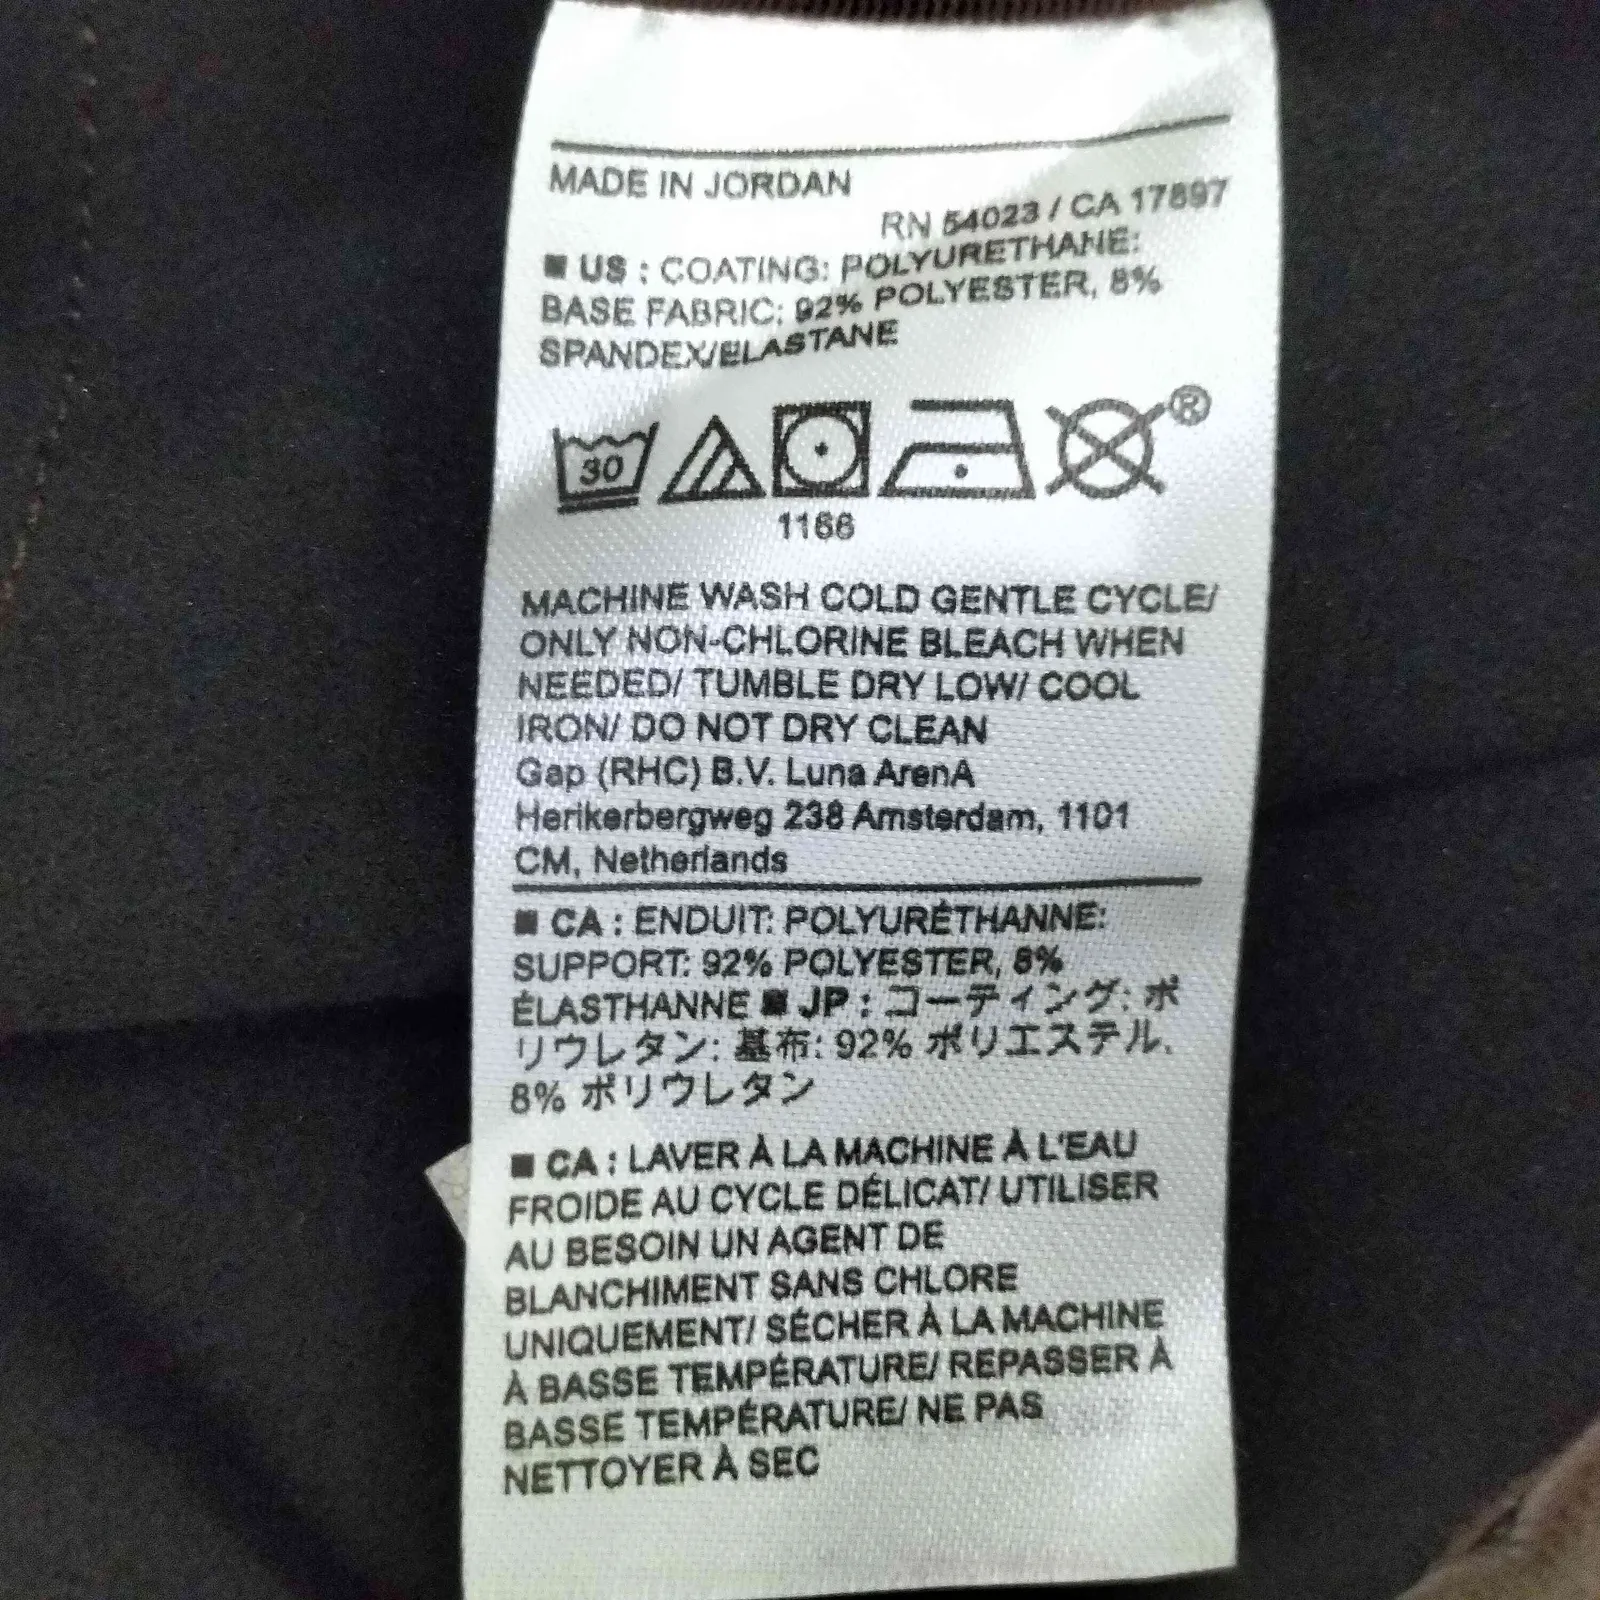 MADE IN JORDAN
RN 54023 / CA 17897
■ US : COATING: POLYURETHANE:
BASE FABRIC: 92% POLYESTER, 8%
SPANDEX/ELASTANE
30
®
1166
MACHINE WASH COLD GENTLE CYCLE/
ONLY NON-CHLORINE BLEACH WHEN
NEEDED/ TUMBLE DRY LOW/ COOL
IRON/ DO NOT DRY CLEAN
Gap (RHC) B.V. Luna ArenA
Herikerbergweg 238 Amsterdam, 1101
CM, Netherlands
■ CA : ENDUIT: POLYURÉTHANNE:
SUPPORT: 92% POLYESTER, 8%
ÉLASTHANNE ■ JP : コーティング: ポ
リウレタン: 基布: 92% ポリエステル,
8% ポリウレタン
■ CA : LAVER À LA MACHINE À L'EAU
FROIDE AU CYCLE DÉLICAT/ UTILISER
AU BESOIN UN AGENT DE
BLANCHIMENT SANS CHLORE
UNIQUEMENT/ SÉCHER À LA MACHINE
À BASSE TEMPÉRATURE/ REPASSER À
BASSE TEMPÉRATURE/ NE PAS
NETTOYER À SEC